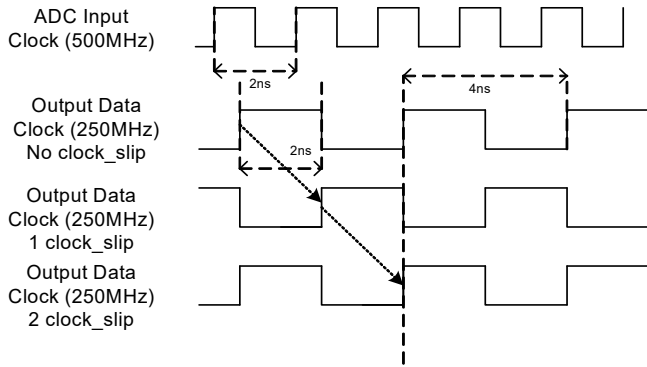 ADC Input
Clock (500MHz)
2ns
4ns
Output Data
Clock (250MHz)
No clock_slip
2ns
Output Data
Clock (250MHz)
1 clock_slip
Output Data
Clock (250MHz)
2 clock_slip